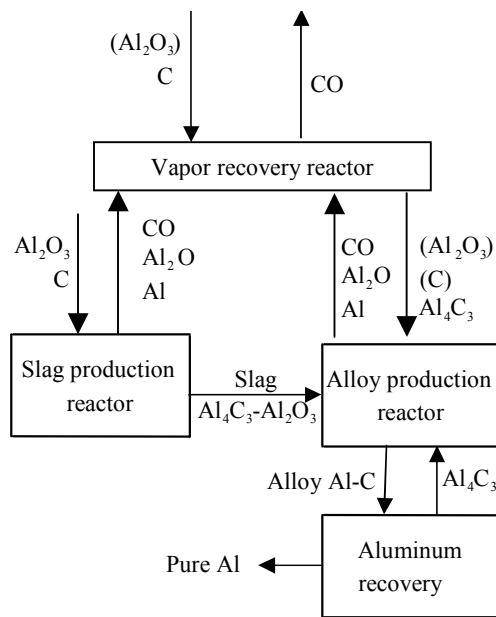 (Al₂O₃)
C
CO
Vapor recovery reactor
Al₂O₃
C
CO
Al₂O
Al
CO
Al₂O
Al
(Al₂O₃)
(C)
Al₄C₃
Slag production
reactor
Slag
Al₄C₃-Al₂O₃
Alloy production
reactor
Alloy Al-C
Al₄C₃
Pure Al
Aluminum
recovery